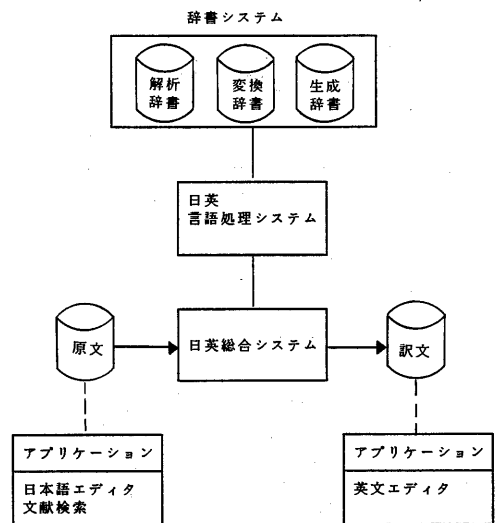 辞書システム
解析
辞書
変換
辞書
生成
辞書
日英
言語処理システム
原文
日英総合システム
訳文
アプリケーション
日本語エディタ
文献検索
アプリケーション
英文エディタ